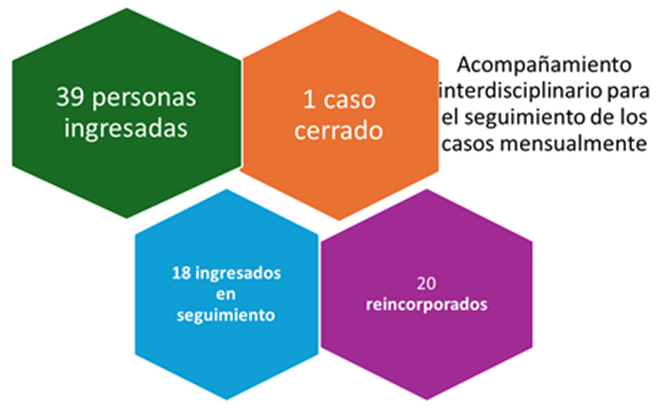 39 personas
ingresadas
1 caso
cerrado
Acompañamiento
interdisciplinario para
el seguimiento de los
casos mensualmente
18 ingresados
en
seguimiento
20
reincorporados